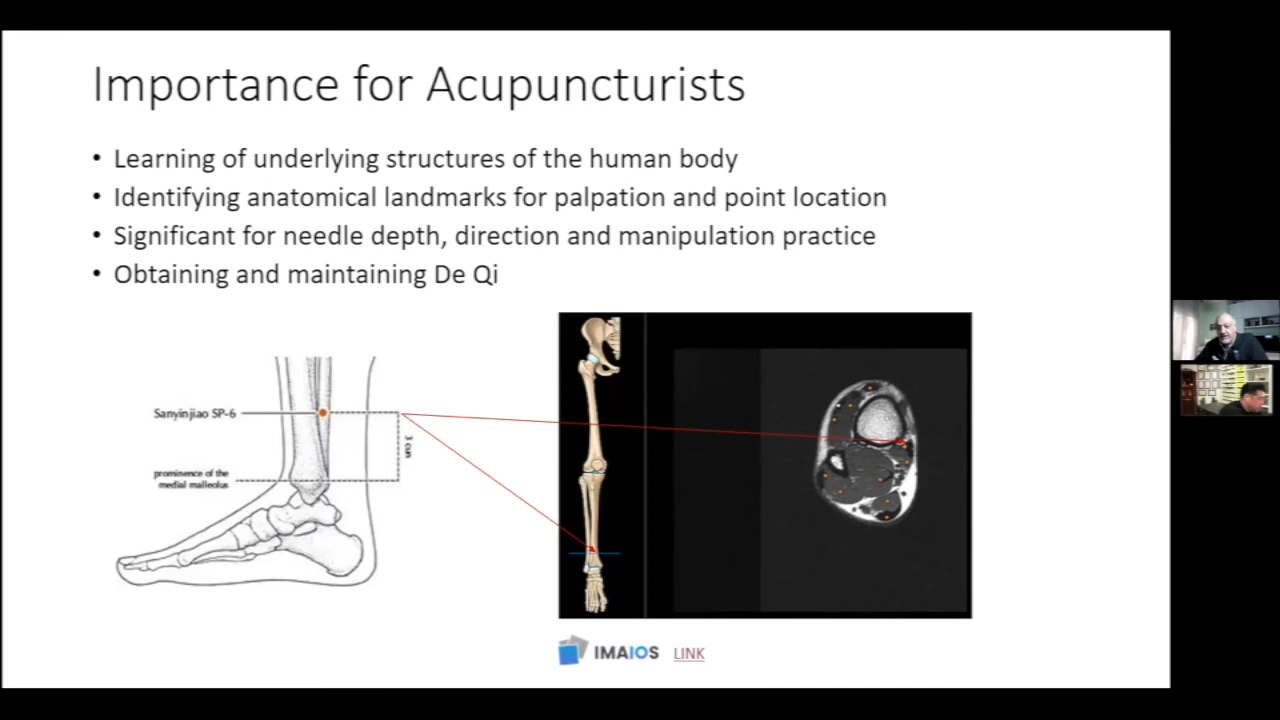 Importance for Acupuncturists
• Learning of underlying structures of the human body
• Identifying anatomical landmarks for palpation and point location
• Significant for needle depth, direction and manipulation practice
• Obtaining and maintaining De Qi
Sanyinjiao SP-6
3 cun
prominence of the
medial malleolus
IMAIOS LINK